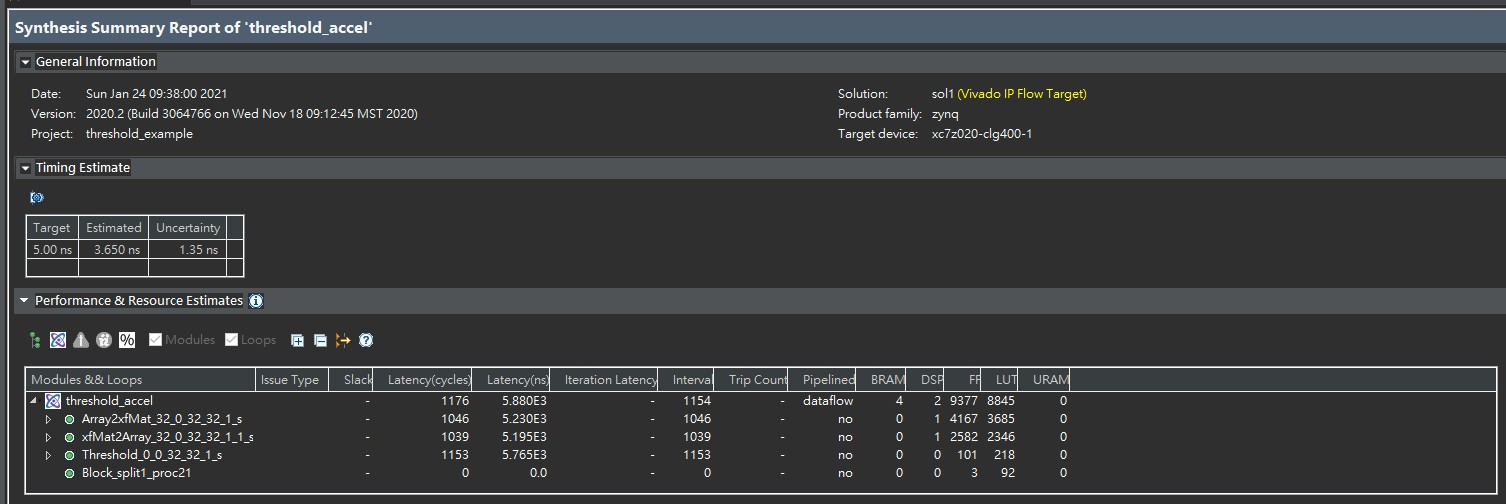 Synthesis Summary Report of 'threshold_accel'
General Information
Date: Sun Jan 24 09:38:00 2021 Solution: sol1 (Vivado IP Flow Target)
Version: 2020.2 (Build 3064766 on Wed Nov 18 09:12:45 MST 2020) Product family: zynq
Project: threshold_example Target device: xc7z020-clg400-1
Timing Estimate
Target Estimated Uncertainty
5.00 ns 3.650 ns 1.35 ns
Performance & Resource Estimates
% Modules Loops
Modules && Loops Issue Type Slack Latency(cycles) Latency(ns) Iteration Latency Interval Trip Count Pipelined BRAM DSP FF LUT URAM
threshold_accel - 1176 5.880E3 - 1154 - dataflow 4 2 9377 8845 0
Array2xfMat_32_0_32_32_1_s - 1046 5.230E3 - 1046 - no 0 1 4167 3685 0
xfMat2Array_32_0_32_32_1_1_s - 1039 5.195E3 - 1039 - no 0 1 2582 2346 0
Threshold_0_0_32_32_1_s - 1153 5.765E3 - 1153 - no 0 0 101 218 0
Block_split1_proc21 - 0 0.0 - 0 - no 0 0 3 92 0